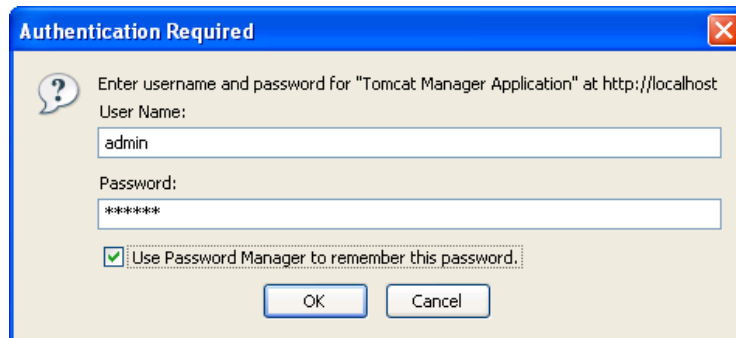 Authentication Required
Enter username and password for "Tomcat Manager Application" at http://localhost
User Name:
admin
Password:
******
Use Password Manager to remember this password.
OK
Cancel